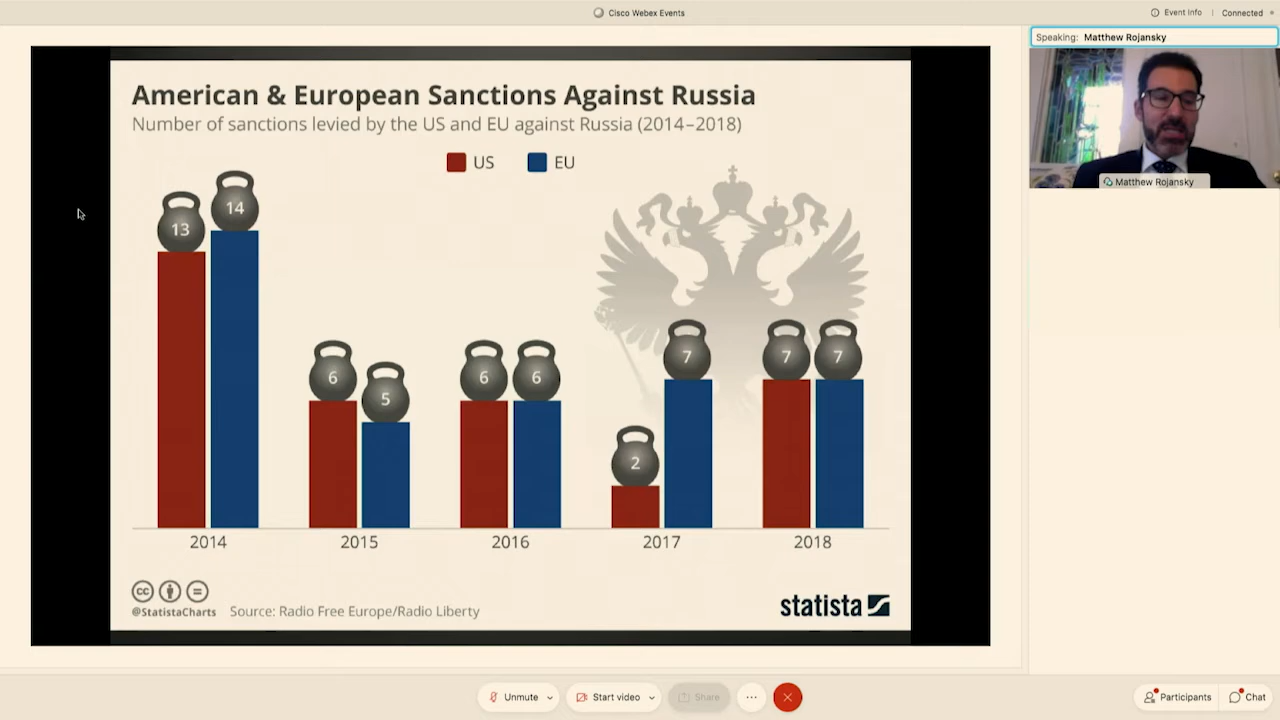 Cisco Webex Events
Event Info
Connected
Speaking: Matthew Rojansky
Matthew Rojansky
American & European Sanctions Against Russia
Number of sanctions levied by the US and EU against Russia (2014–2018)
US EU
13 14
6 5
6 6
2 7
7 7
2014 2015 2016 2017 2018
cc
@StatistaCharts Source: Radio Free Europe/Radio Liberty
statista
Unmute
Start video
Share
Participants
Chat